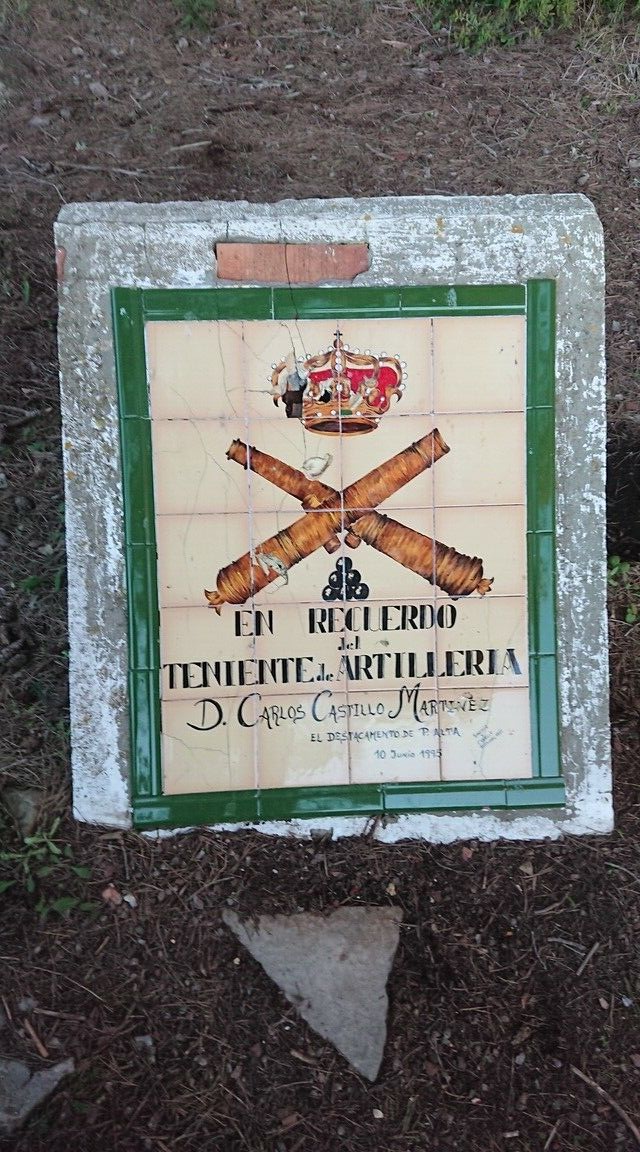 EN RECUERDO
del
TENIENTE de ARTILLERIA
D. CARLOS CASTILLO MARTINEZ
EL DESTACAMENTO DE P. ALTA
10 Junio 1995